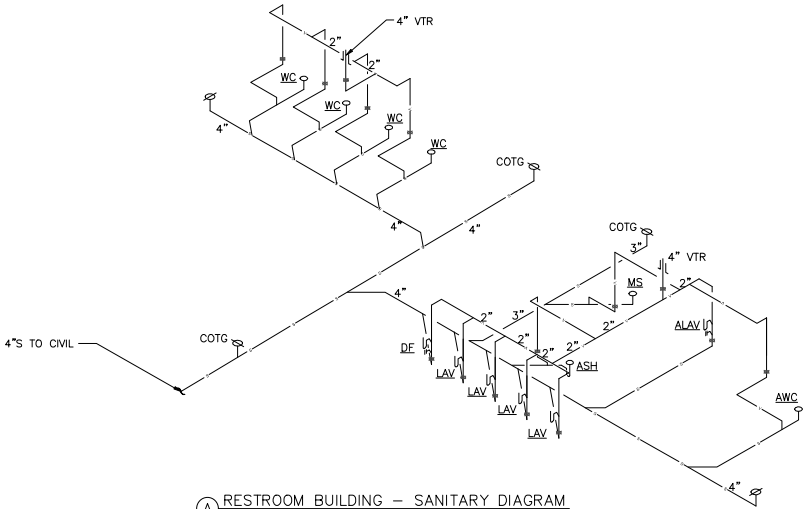 4" VTR
2"
2"
WC
WC
WC
WC
4"
COTG
4"
4"
COTG
3"
4" VTR
MS
2"
4"
3"
2"
2"
2"
2"
2"
ALAV
4"S TO CIVIL
COTG
DF
LAV
LAV
LAV
LAV
ASH
AWC
4"
A RESTROOM BUILDING – SANITARY DIAGRAM